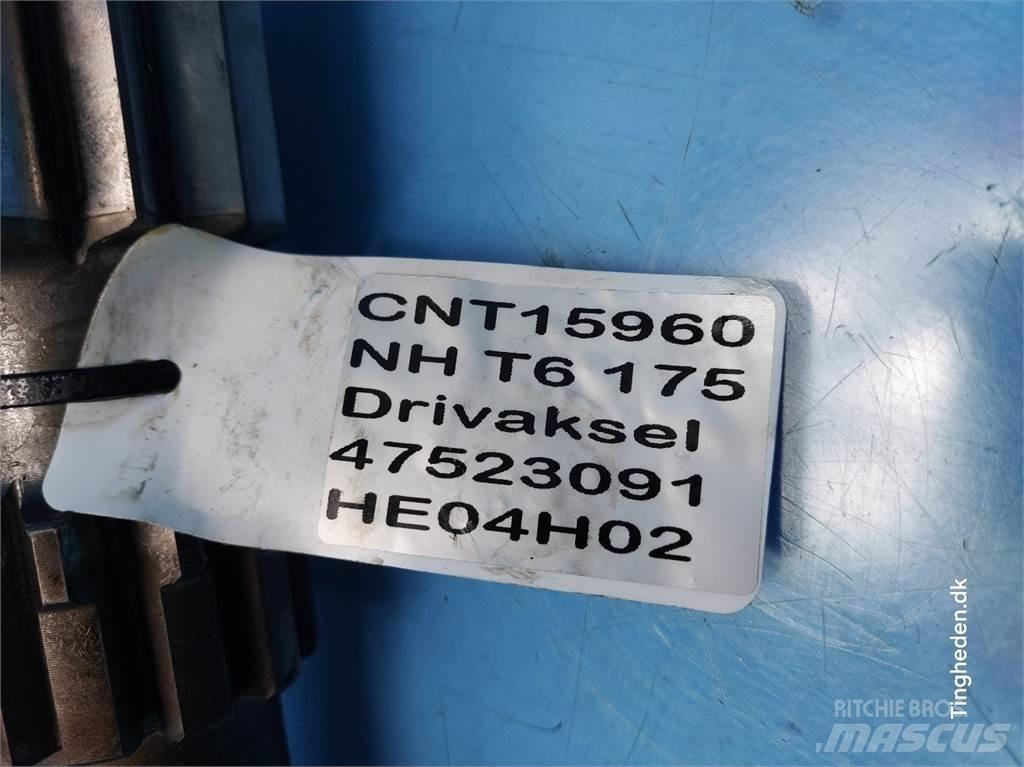 CNT15960
NH T6 175
Drivaksel
47523091
HE04H02
Tingheden.dk
RITCHIE BROS
MASCUS